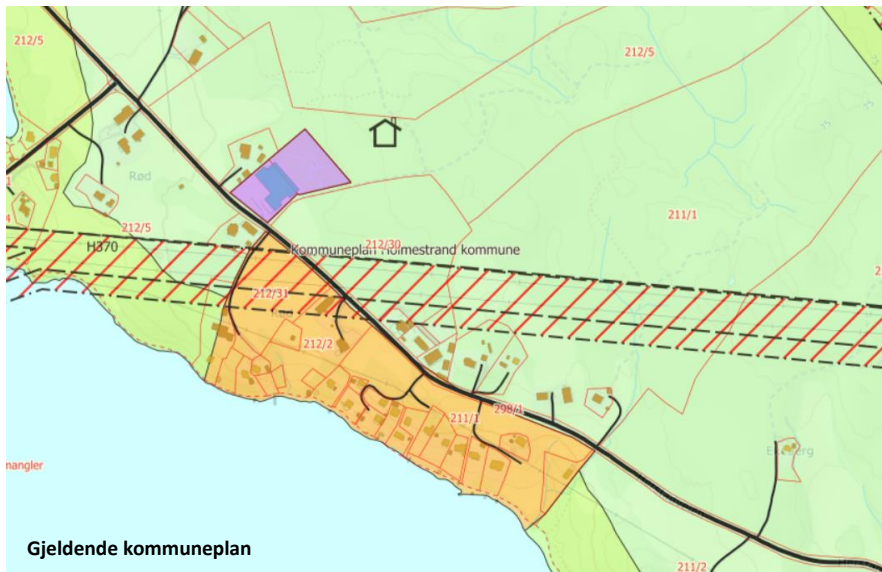 212/5
212/5
Rød
211/1
212/5
212/30
H370
Kommuneplan Holmestrand kommune
212/31
212/2
211/1
298/1
mangler
211/2
Gjeldende kommuneplan